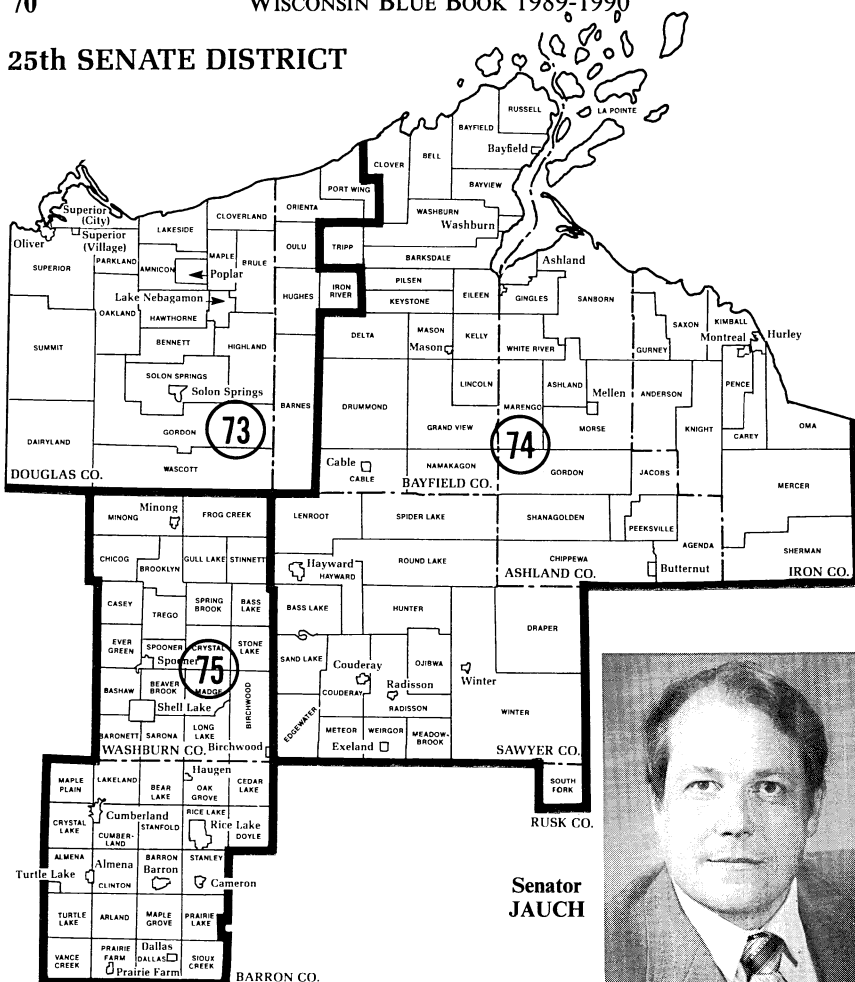 70 WISCONSIN BLUE BOOK 1989-1990
25th SENATE DISTRICT
RUSSELL
LA POINTE
BAYFIELD
Bayfield
CLOVER
BELL
BAYVIEW
PORT WING
WASHBURN
Washburn
ORIENTA
CLOVERLAND
LAKESIDE
Superior
(City)
Superior
(Village)
Oliver
SUPERIOR
PARKLAND
AMNICON
MAPLE
BRULE
Poplar
OULU
TRIPP
BARKSDALE
Ashland
Lake Nebagamon
HUGHES
IRON
RIVER
PILSEN
KEYSTONE
EILEEN
GINGLES
SANBORN
OAKLAND
HAWTHORNE
SUMMIT
BENNETT
HIGHLAND
DELTA
MASON
Mason
KELLY
WHITE RIVER
GURNEY
SAXON
KIMBALL
Montreal
Hurley
SOLON SPRINGS
Solon Springs
LINCOLN
ASHLAND
Mellen
ANDERSON
PENCE
BARNES
DRUMMOND
MARENGO
GRAND VIEW
MORSE
KNIGHT
CAREY
OMA
GORDON
73
74
DAIRYLAND
WASCOTT
DOUGLAS CO.
Cable
CABLE
NAMAKAGON
BAYFIELD CO.
GORDON
JACOBS
MERCER
Minong
MINONG
FROG CREEK
LENROOT
SPIDER LAKE
SHANAGOLDEN
PEEKSVILLE
AGENDA
CHICOG
BROOKLYN
GULL LAKE
STINNETT
Hayward
HAYWARD
ROUND LAKE
CHIPPEWA
ASHLAND CO.
Butternut
SHERMAN
IRON CO.
CASEY
TREGO
SPRING
BROOK
BASS
LAKE
BASS LAKE
HUNTER
DRAPER
EVER
GREEN
SPOONER
Spooner
CRYSTAL
STONE
LAKE
SAND LAKE
Couderay
COUDERAY
OJIBWA
Radisson
RADISSON
Winter
WINTER
75
BASHAW
BEAVER
BROOK
MADGE
Shell Lake
BIRCHWOOD
EDGEWATER
BARONETT
SARONA
LONG
LAKE
WASHBURN CO.
Birchwood
METEOR
WEIRGOR
Exeland
MEADOW-
BROOK
SAWYER CO.
MAPLE
PLAIN
LAKELAND
BEAR
LAKE
Haugen
OAK
GROVE
CEDAR
LAKE
SOUTH
FORK
RUSK CO.
CRYSTAL
LAKE
Cumberland
CUMBER-
LAND
STANFOLD
RICE LAKE
Rice Lake
DOYLE
ALMENA
Almena
Turtle Lake
CLINTON
BARRON
Barron
STANLEY
Cameron
Senator
JAUCH
TURTLE
LAKE
ARLAND
MAPLE
GROVE
PRAIRIE
LAKE
VANCE
CREEK
PRAIRIE
FARM
Prairie Farm
Dallas
DALLAS
SIOUX
CREEK
BARRON CO.